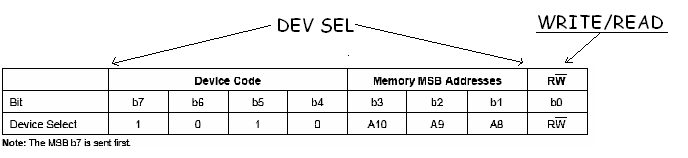 DEV SEL WRITE/READ
Device Code Memory MSB Addresses RW̅
Bit b7 b6 b5 b4 b3 b2 b1 b0
Device Select 1 0 1 0 A10 A9 A8 RW̅
Note: The MSB b7 is sent first.